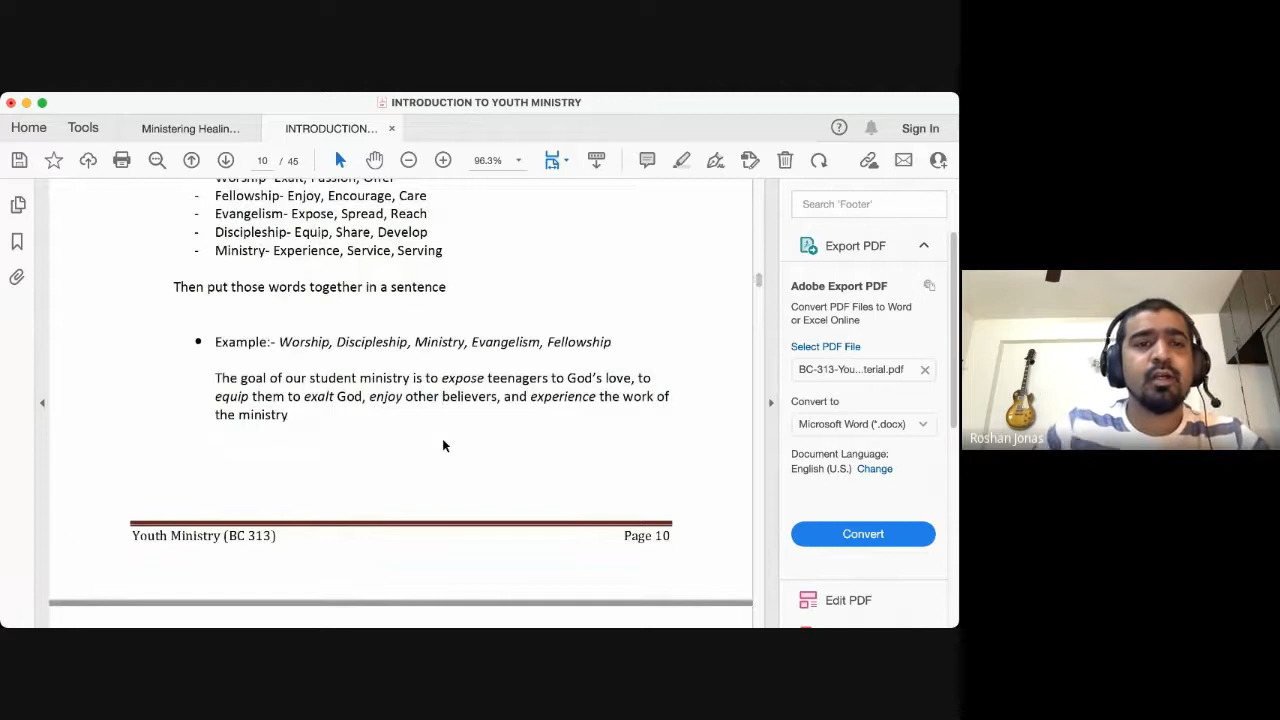 INTRODUCTION TO YOUTH MINISTRY
Home
Tools
Ministering Healin...
INTRODUCTION...
×
Sign In
10 / 45
96.3%
Worship- Exalt, Passion, Offer
- Fellowship- Enjoy, Encourage, Care
- Evangelism- Expose, Spread, Reach
- Discipleship- Equip, Share, Develop
- Ministry- Experience, Service, Serving
Then put those words together in a sentence
• Example:- Worship, Discipleship, Ministry, Evangelism, Fellowship
The goal of our student ministry is to expose teenagers to God's love, to
equip them to exalt God, enjoy other believers, and experience the work of
the ministry
Youth Ministry (BC 313)
Page 10
Search 'Footer'
Export PDF
Adobe Export PDF
Convert PDF Files to Word
or Excel Online
Select PDF File
BC-313-You...terial.pdf
Convert to
Microsoft Word (*.docx)
Document Language:
English (U.S.) Change
Convert
Edit PDF
Roshan Jonas